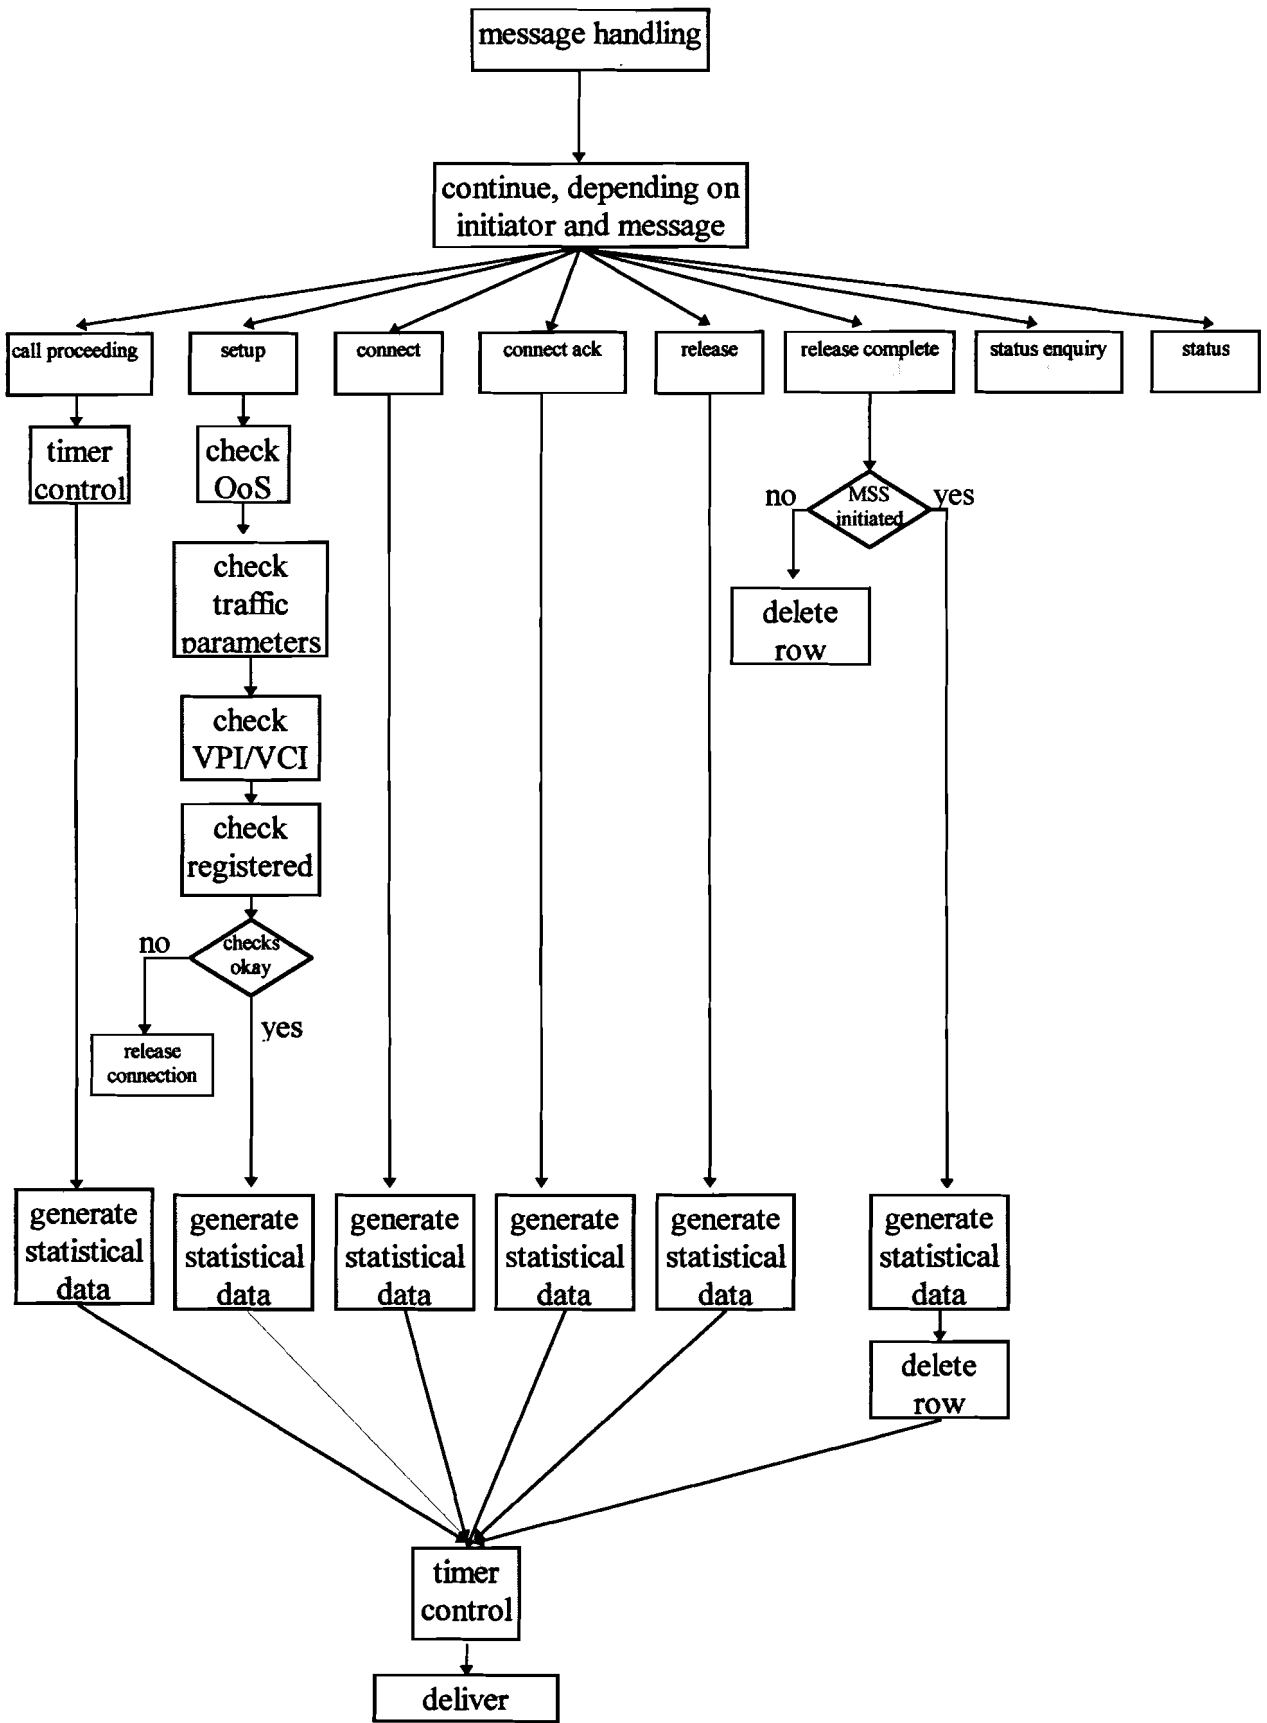 message handling
continue, depending on
initiator and message
call proceeding
setup
connect
connect ack
release
release complete
status enquiry
status
timer
control
check
OoS
no
MSS
initiated
yes
check
traffic
parameters
delete
row
check
VPI/VCI
check
registered
no
checks
okay
yes
release
connection
generate
statistical
data
generate
statistical
data
generate
statistical
data
generate
statistical
data
generate
statistical
data
generate
statistical
data
delete
row
timer
control
deliver